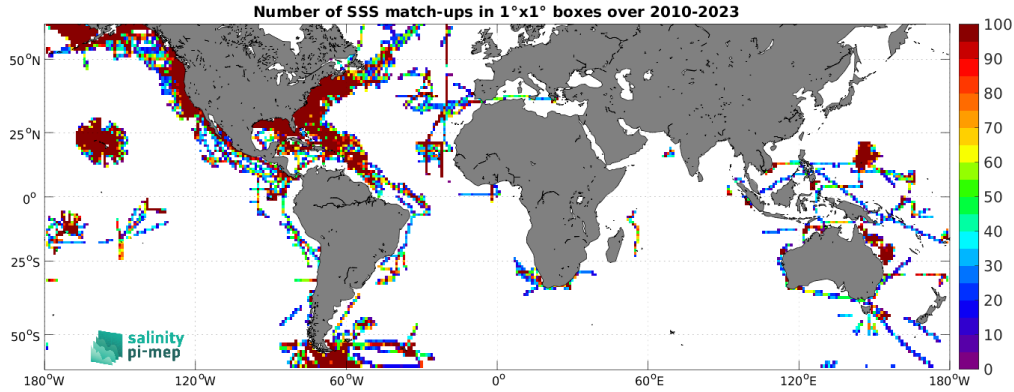 Number of SSS match-ups in 1°x1° boxes over 2010-2023
50°N
25°N
0°
25°S
50°S
180°W
120°W
60°W
0°
60°E
120°E
180°W
100
90
80
70
60
50
40
30
20
10
0
salinity
pi-mep